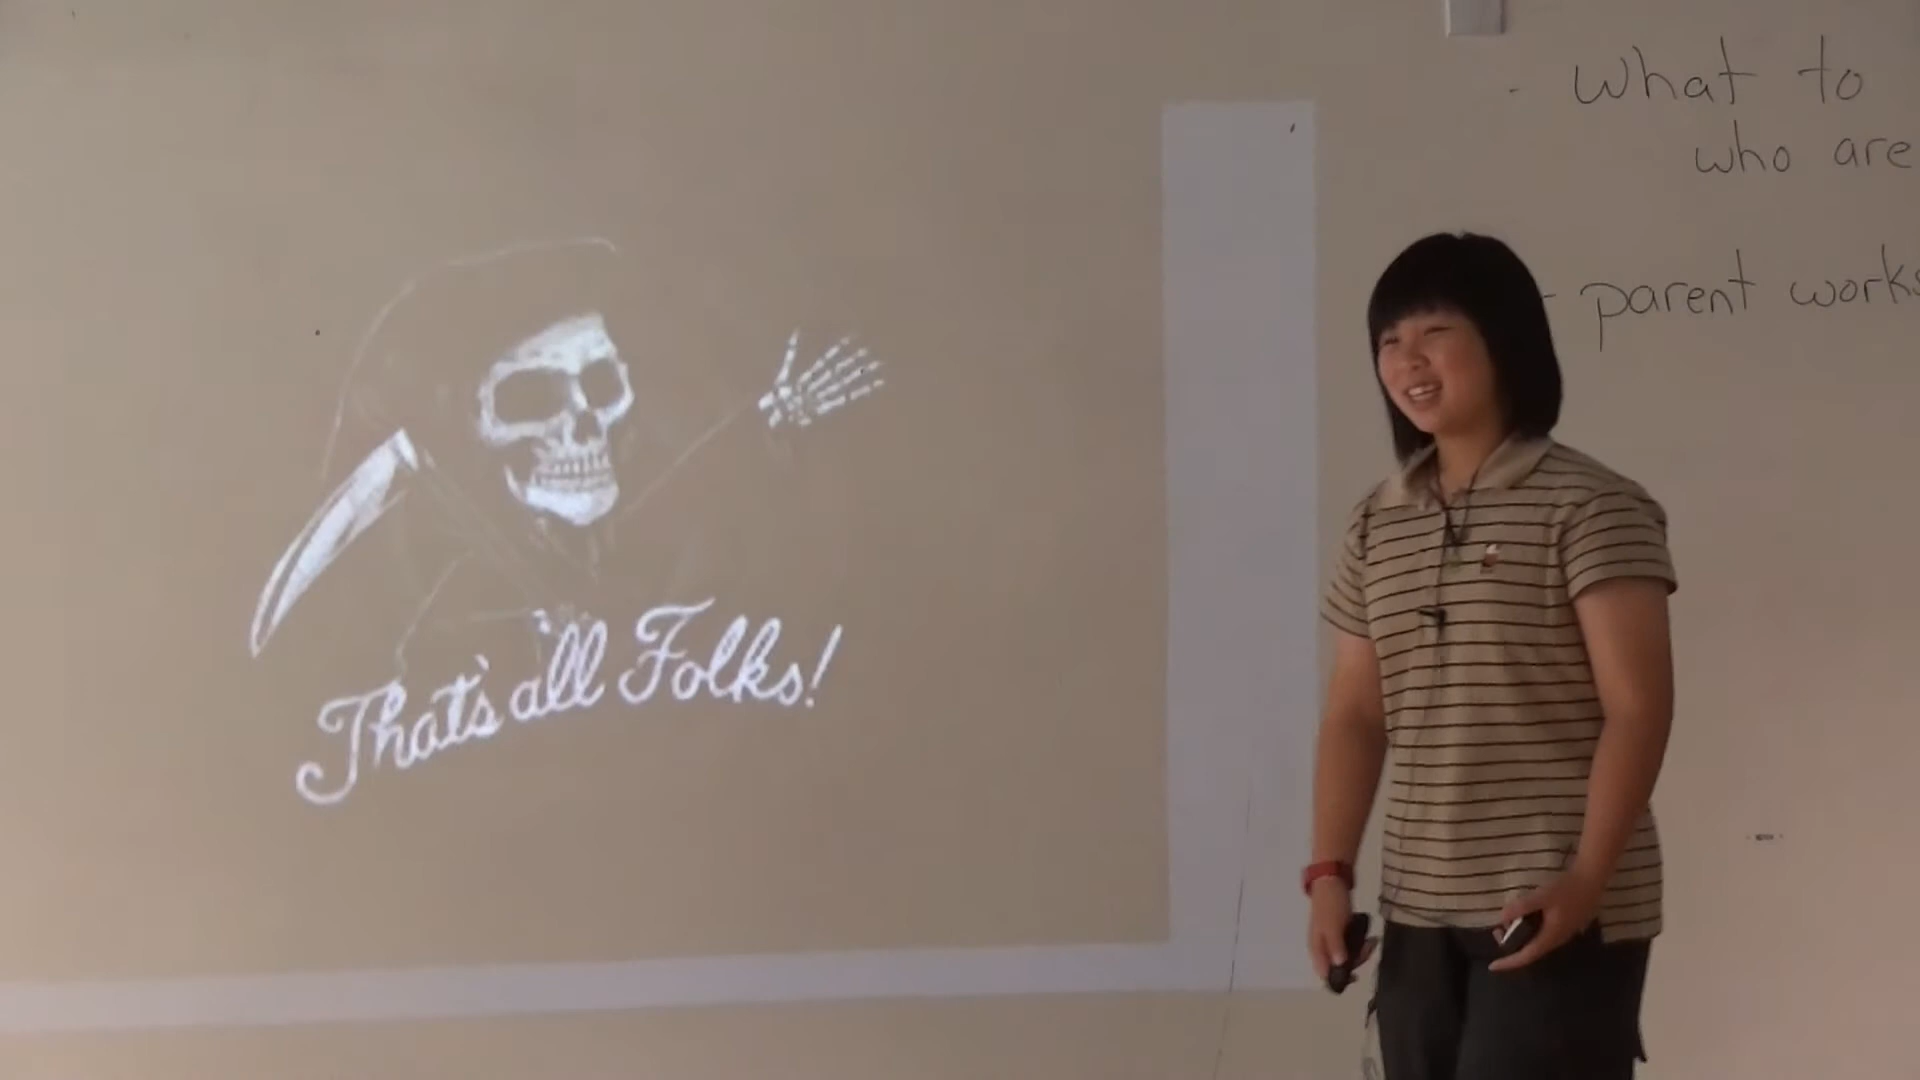 That's all Folks!
- What to
who are
- parent works